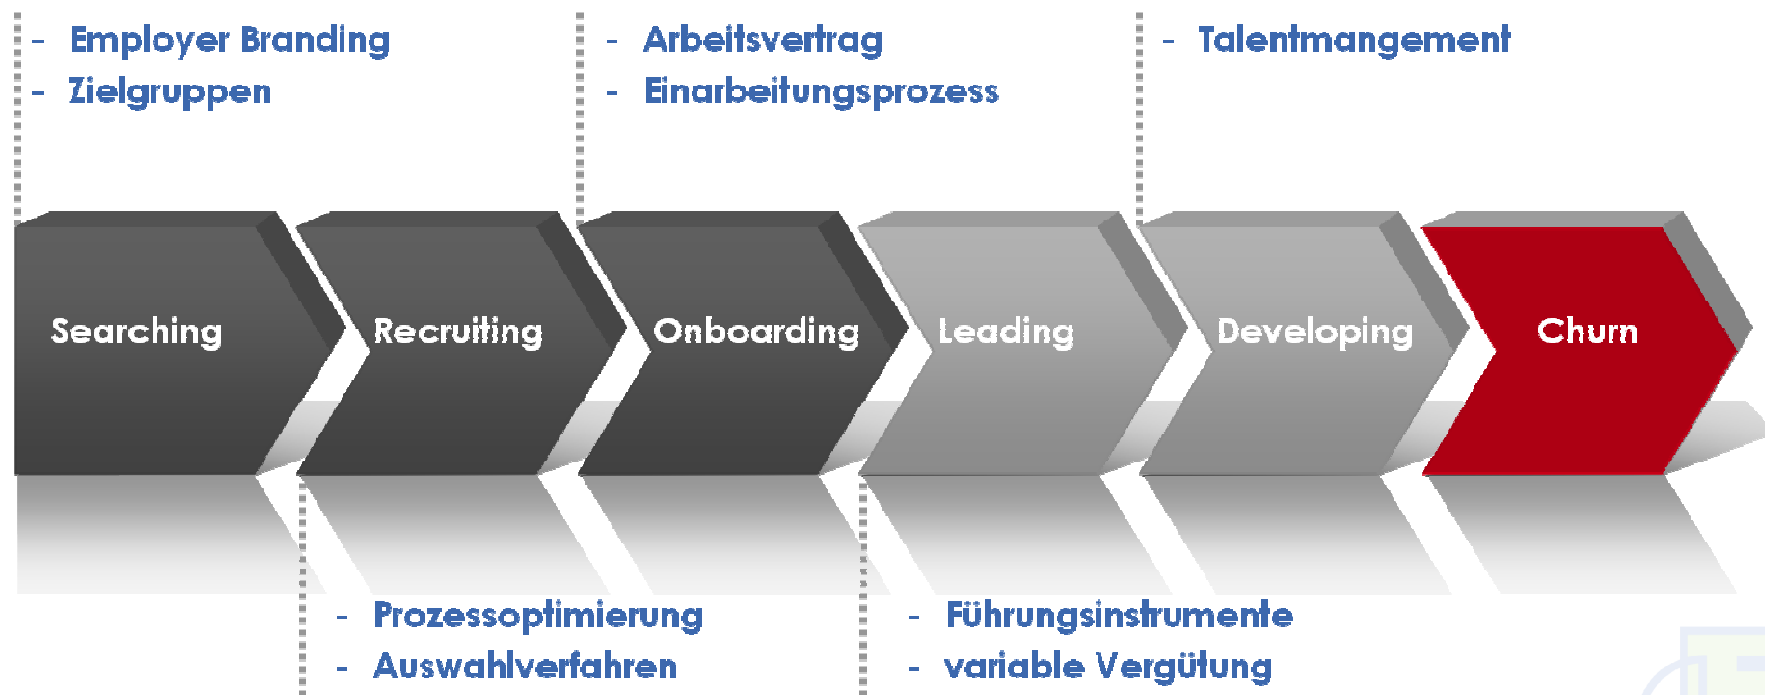 - Employer Branding
- Zielgruppen
- Arbeitsvertrag
- Einarbeitungsprozess
- Talentmangement
Searching
Recruiting
Onboarding
Leading
Developing
Churn
- Prozessoptimierung
- Auswahlverfahren
- Führungsinstrumente
- variable Vergütung